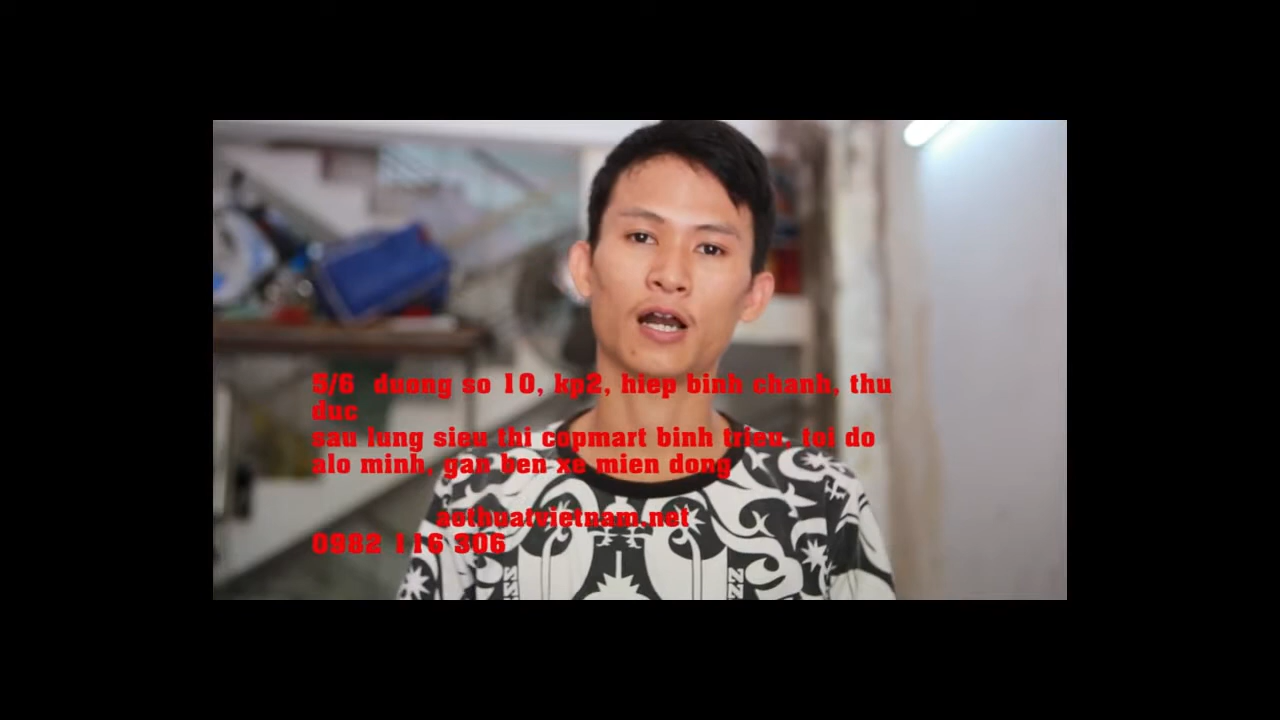 5/6 duong so 10, kp2, hiep binh chanh, thu
duc
sau lung sieu thi copmart binh trieu, toi do
alo minh, gan ben xe mien dong
aothuatvietnam.net
0982 116 306